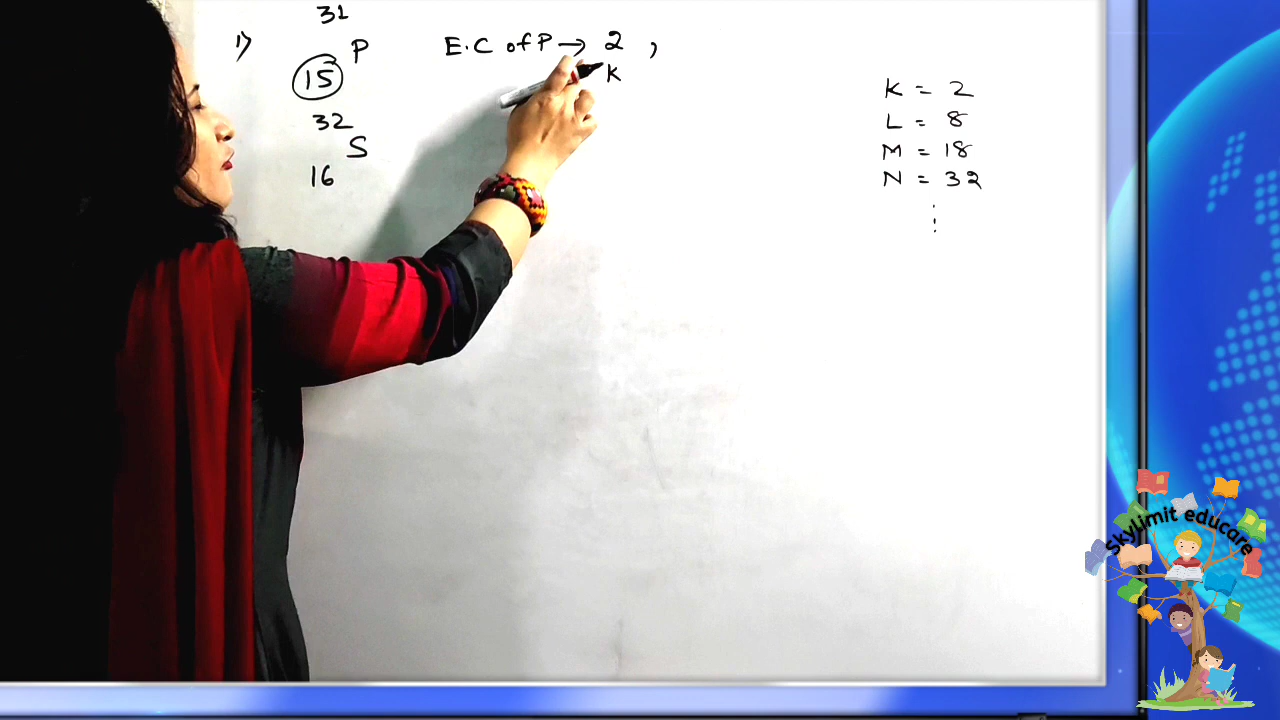 31
1) P E.C of P → 2 ,
15 K
32
S
16
K = 2
L = 8
M = 18
N = 32
⋮
Skylimit educare